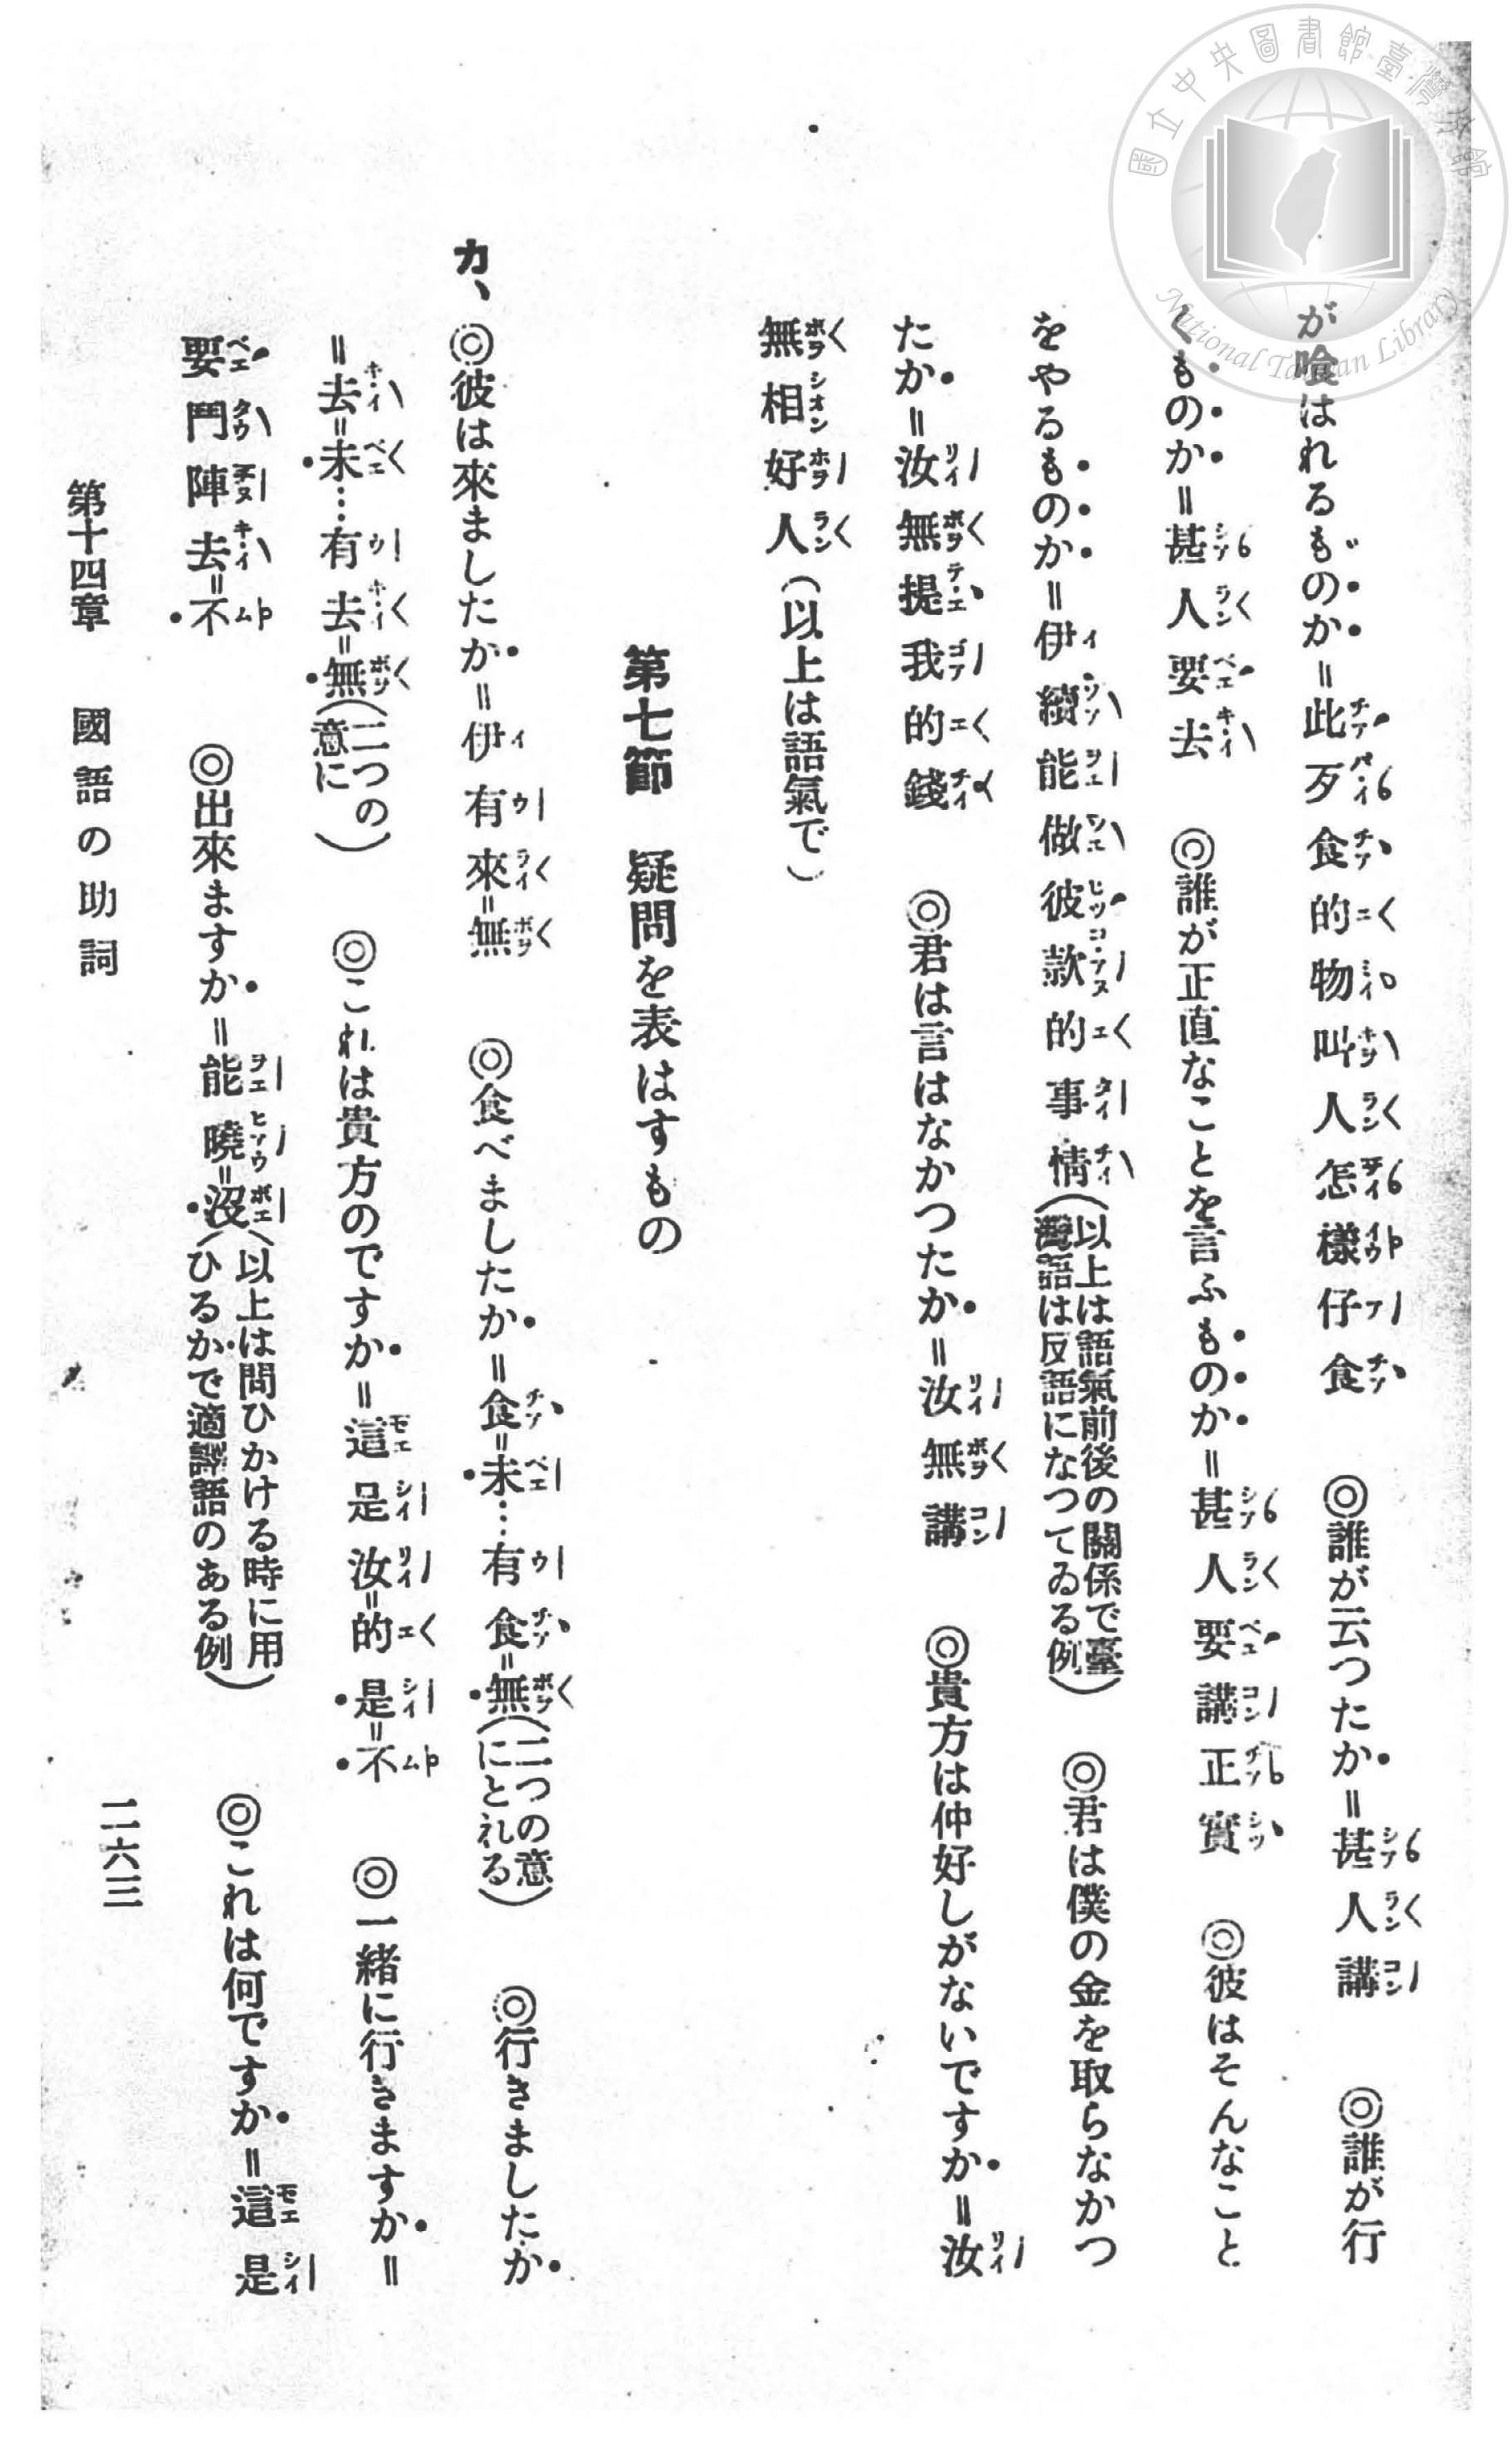 が喰はれるものか＝此歹食的物叫人怎樣仔食　◎誰が云つたか＝甚人講　◎誰が行
くものか＝甚人要去　◎誰が正直なことを言ふものか＝甚人要講正實　◎彼はそんなこと
をやるものか＝伊續能做彼款的事情（以上は語氣前後の關係で臺灣語は反語になつてゐる例）　◎君は僕の金を取らなかつ
たか＝汝無提我的錢　◎君は言はなかつたか＝汝無講　◎貴方は仲好しがないですか＝汝
無相好人（以上は語氣で）
第七節　疑問を表はすもの
カ、◎彼は來ましたか＝伊有來＝無　◎食べましたか＝食＝未…有食＝無（二つの意にとれる）　◎行きましたか
＝去＝未…有去＝無（二つの意に）　◎これは貴方のですか＝這是汝＝的是＝不　◎一緒に行きますか＝
要鬥陣去＝不　◎出來ますか＝能曉＝沒（以上は問ひかける時に用ひるかで適譯語のある例）　◎これは何ですか＝這是
第十四章　國語の助詞
二六三
國立中央圖書館臺灣分館
National Taiwan Library